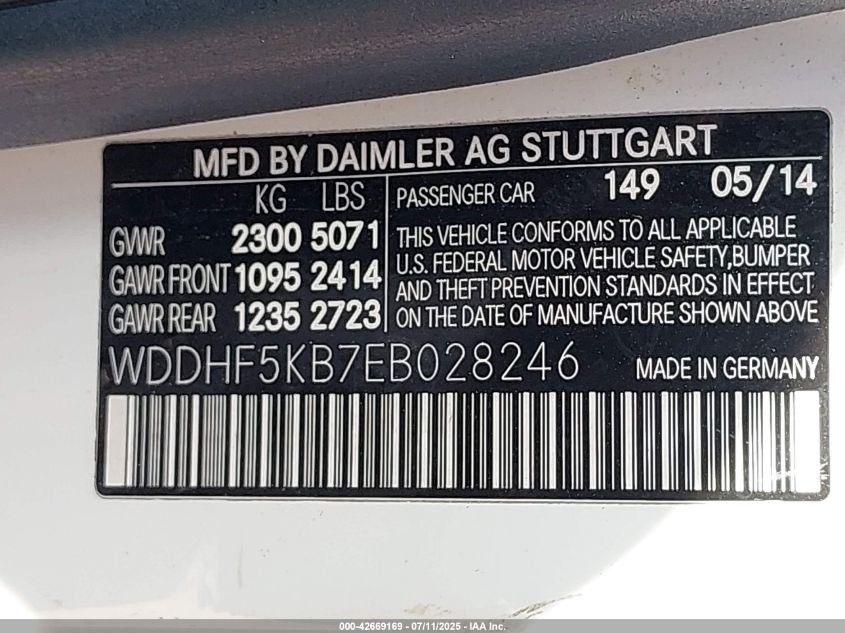 MFD BY DAIMLER AG STUTTGART
KG LBS
GVWR 2300 5071
GAWR FRONT 1095 2414
GAWR REAR 1235 2723
PASSENGER CAR 149 05/14
THIS VEHICLE CONFORMS TO ALL APPLICABLE
U.S. FEDERAL MOTOR VEHICLE SAFETY,BUMPER
AND THEFT PREVENTION STANDARDS IN EFFECT
ON THE DATE OF MANUFACTURE SHOWN ABOVE
WDDHF5KB7EB028246 MADE IN GERMANY
000-42669169 - 07/11/2025 - IAA Inc.